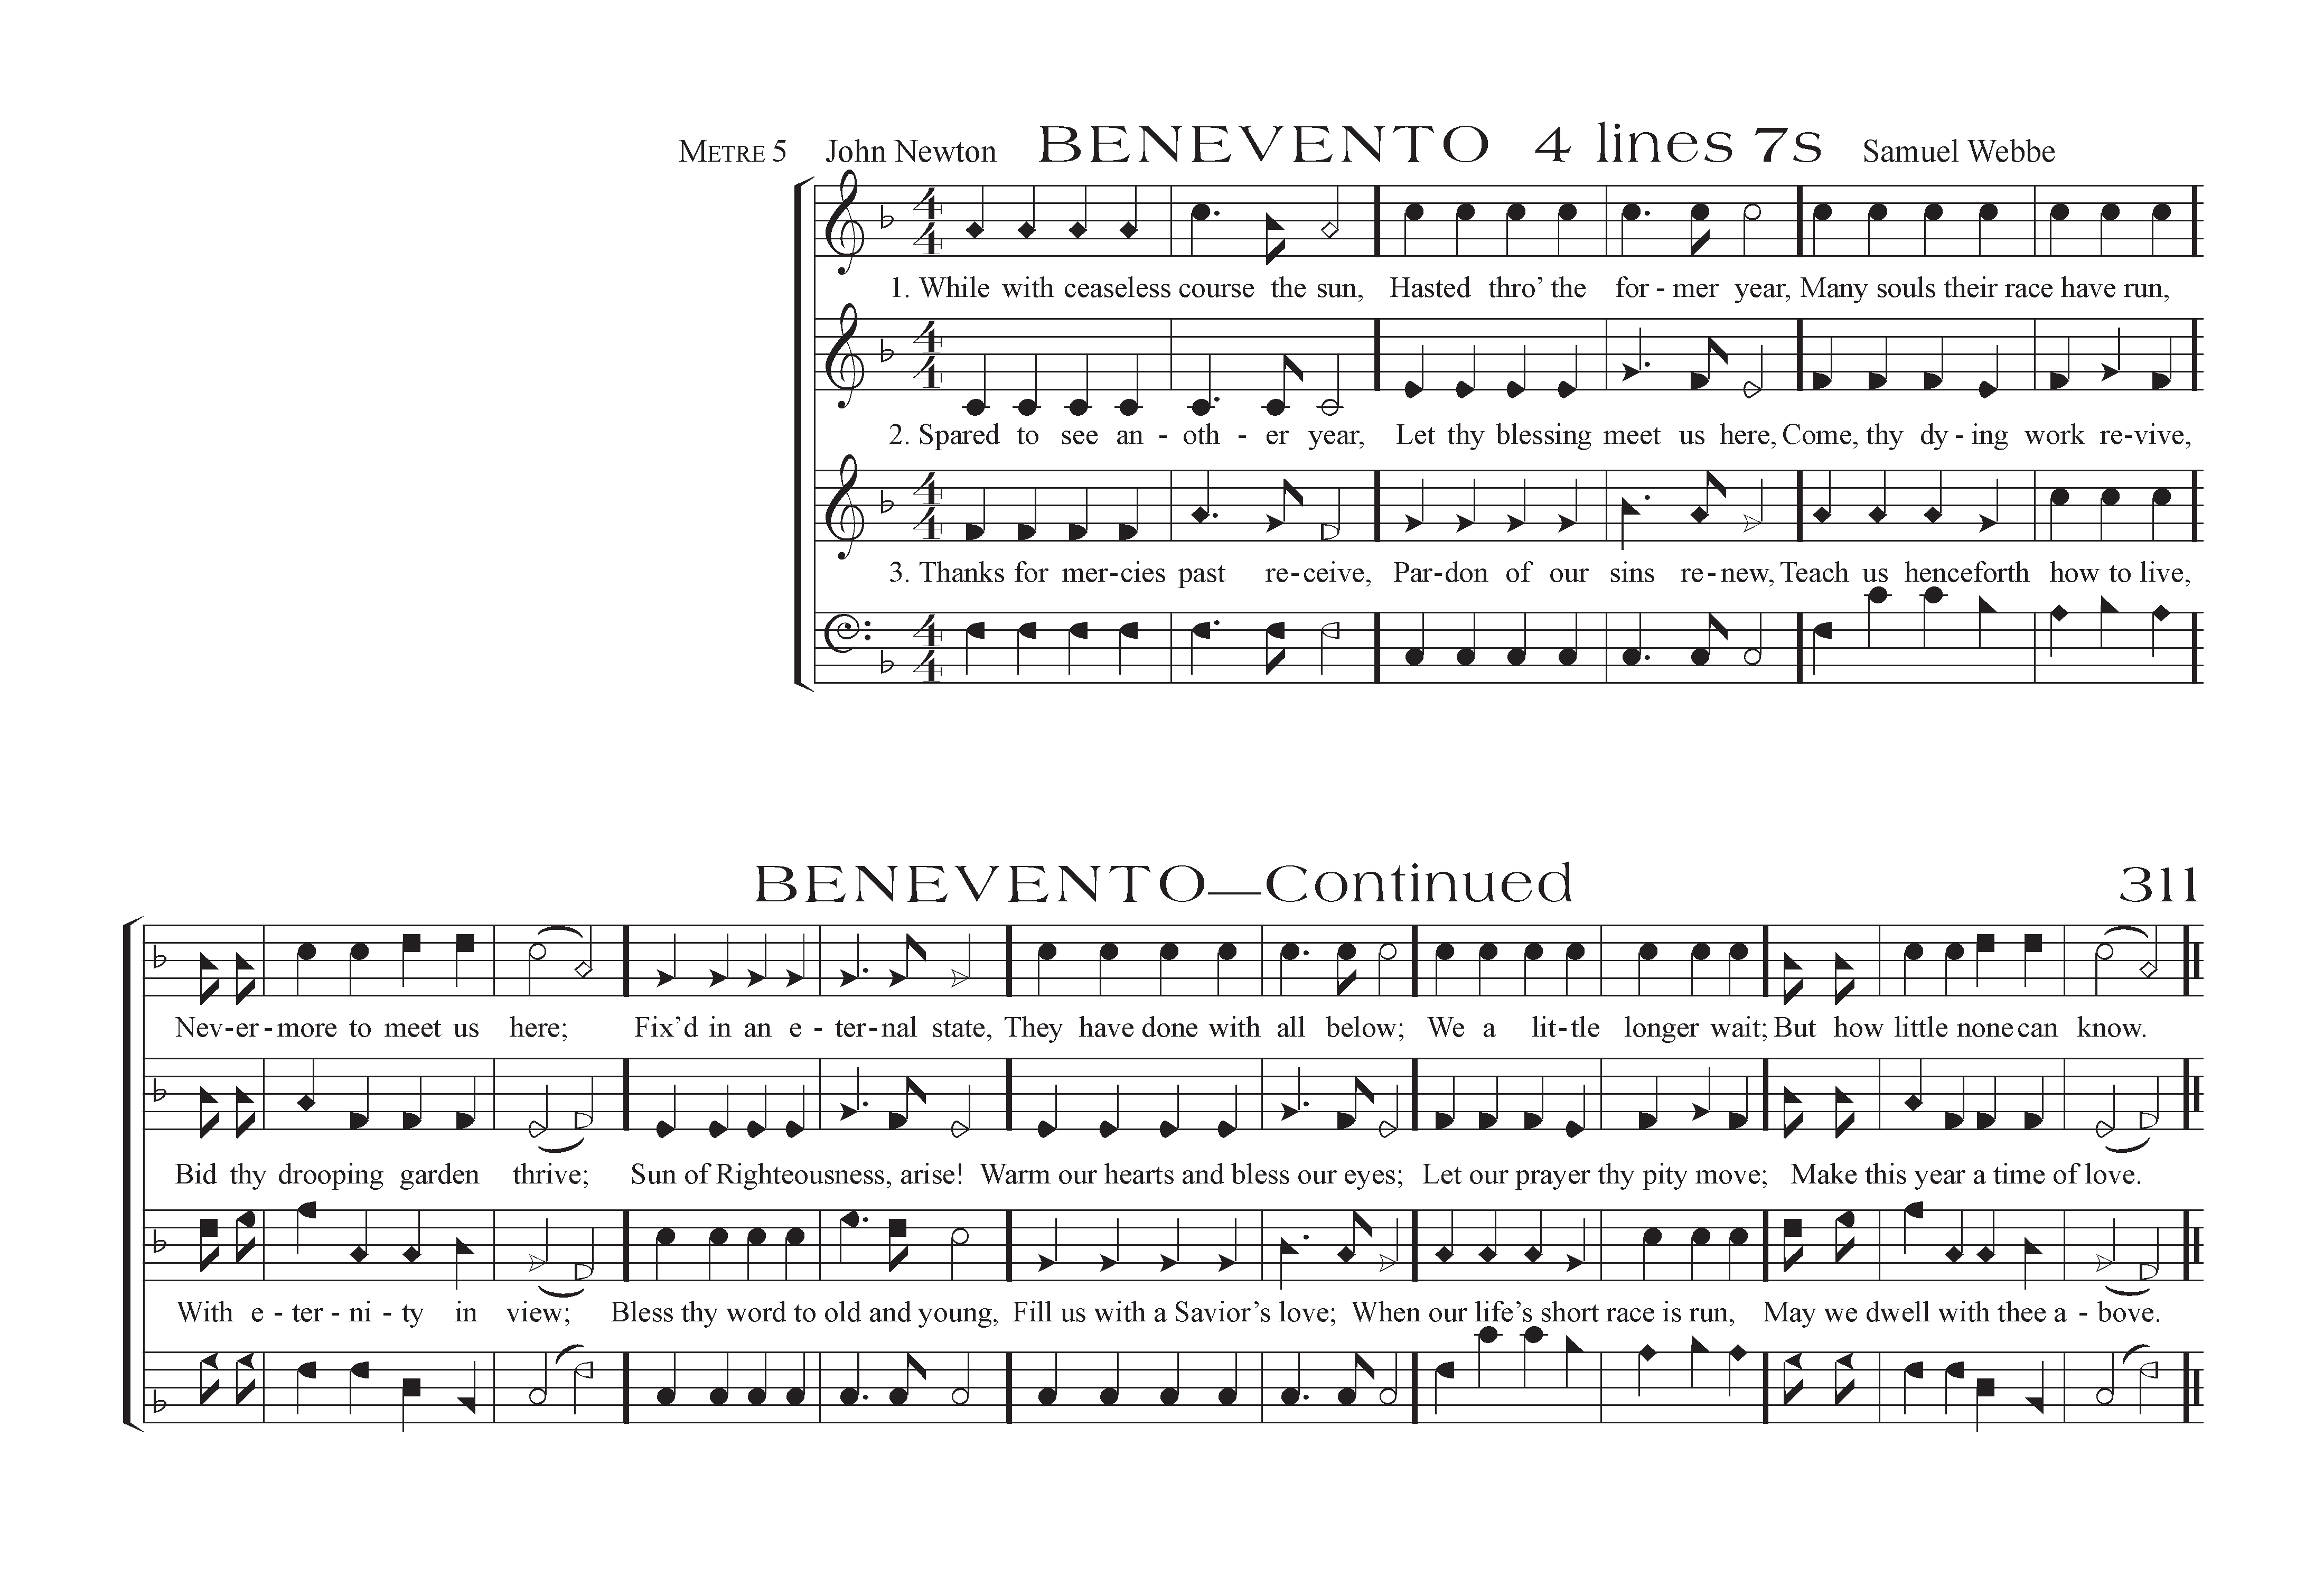 METRE 5 John Newton BENEVENTO 4 lines 7s Samuel Webbe
4
4
1. While with ceaseless course the sun, Hasted thro’ the for - mer year, Many souls their race have run,
4
4
2. Spared to see an - oth - er year, Let thy blessing meet us here, Come, thy dy - ing work re-vive,
4
4
3. Thanks for mer-cies past re-ceive, Par-don of our sins re-new, Teach us henceforth how to live,
4
4
BENEVENTO—Continued 311
Nev-er-more to meet us here; Fix’d in an e - ter-nal state, They have done with all below; We a lit-tle longer wait; But how little none can know.
Bid thy drooping garden thrive; Sun of Righteousness, arise! Warm our hearts and bless our eyes; Let our prayer thy pity move; Make this year a time of love.
With e - ter - ni - ty in view; Bless thy word to old and young, Fill us with a Savior’s love; When our life’s short race is run, May we dwell with thee a - bove.